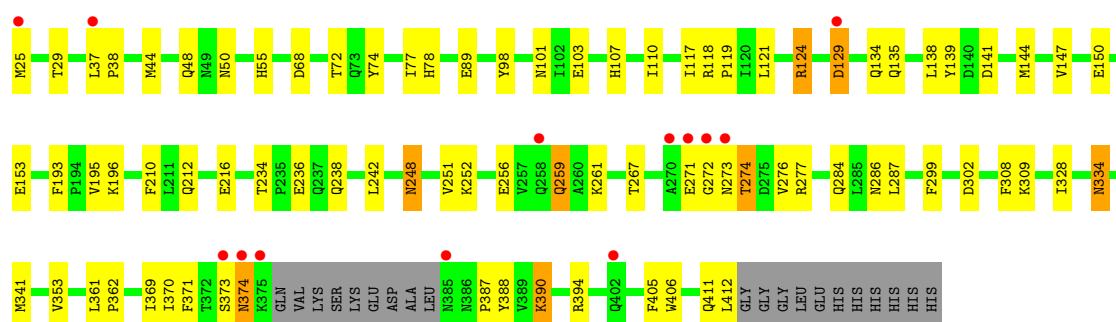 M25 T29 L37 P38 M44 Q48 N49 N50 H55 D68 E69 T72 Q73 Y74 I77 H78 Y98 N101 I102 E103 H107 I110 I117 R118 P119 I120 L121 R124 D129 Q134 Q135 L138 Y139 D140 D141 M144 V147 E150
E153 F193 P194 V195 K196 F210 L211 Q212 E216 T234 P235 E236 Q237 Q238 L242 N248 V251 K252 E256 V257 Q258 Q259 A260 K261 T267 A270 E271 G272 N273 T274 D275 V276 R277 Q284 L285 N286 L287 F299 D302 F308 K309 I328 N334
M341 V353 L361 P362 I369 I370 F371 T372 S373 N374 K375 GLN VAL LYS SER LYS GLU ASP ALA LEU N385 N386 P387 Y388 V389 K390 R394 Q402 F405 W406 Q411 L412 GLY GLY GLY LEU GLU HIS HIS HIS HIS HIS HIS